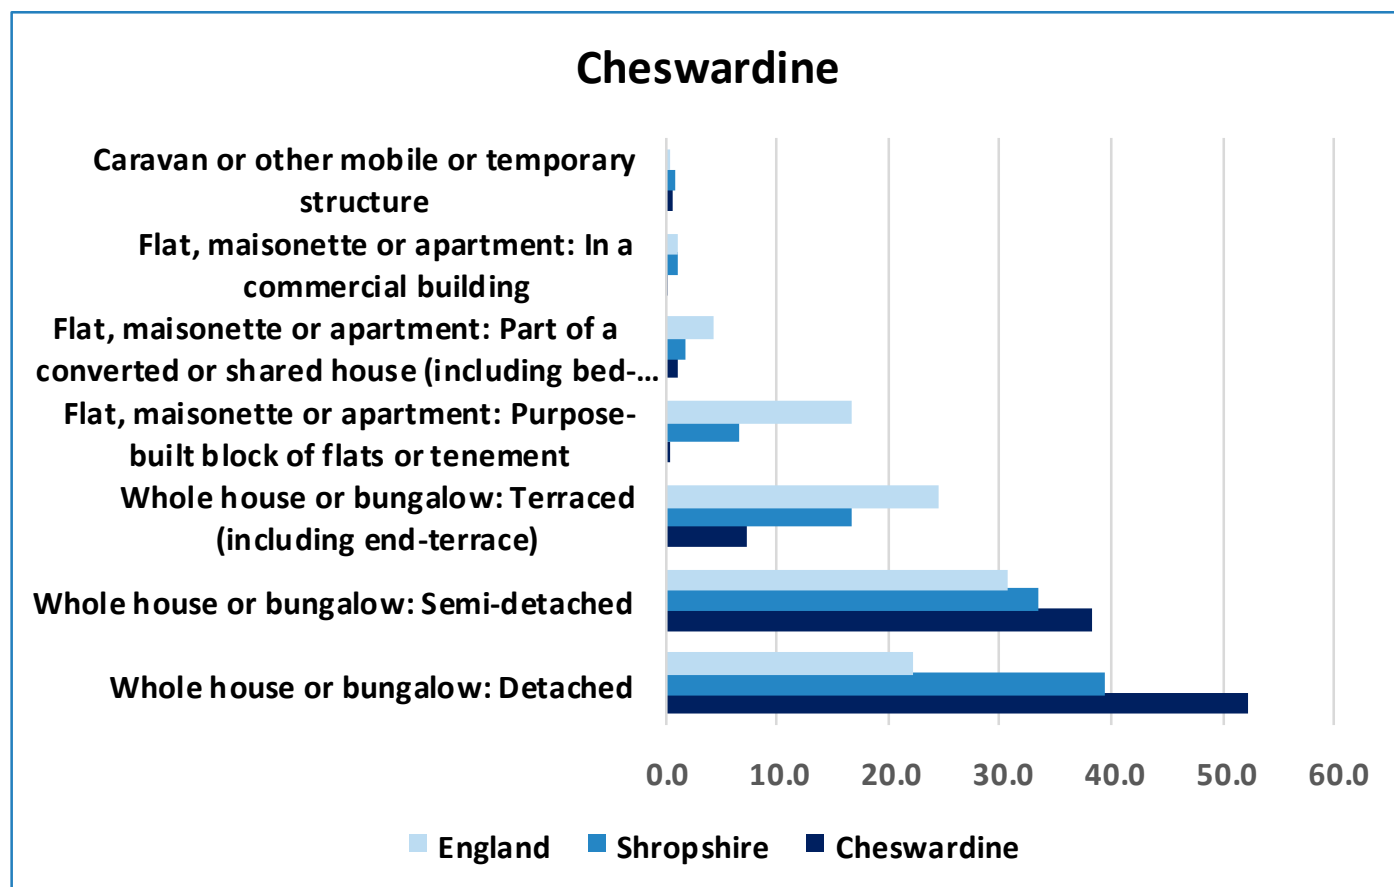 Cheswardine
Caravan or other mobile or temporary
structure
Flat, maisonette or apartment: In a
commercial building
Flat, maisonette or apartment: Part of a
converted or shared house (including bed-...
Flat, maisonette or apartment: Purpose-
built block of flats or tenement
Whole house or bungalow: Terraced
(including end-terrace)
Whole house or bungalow: Semi-detached
Whole house or bungalow: Detached
0.0 10.0 20.0 30.0 40.0 50.0 60.0
England Shropshire Cheswardine